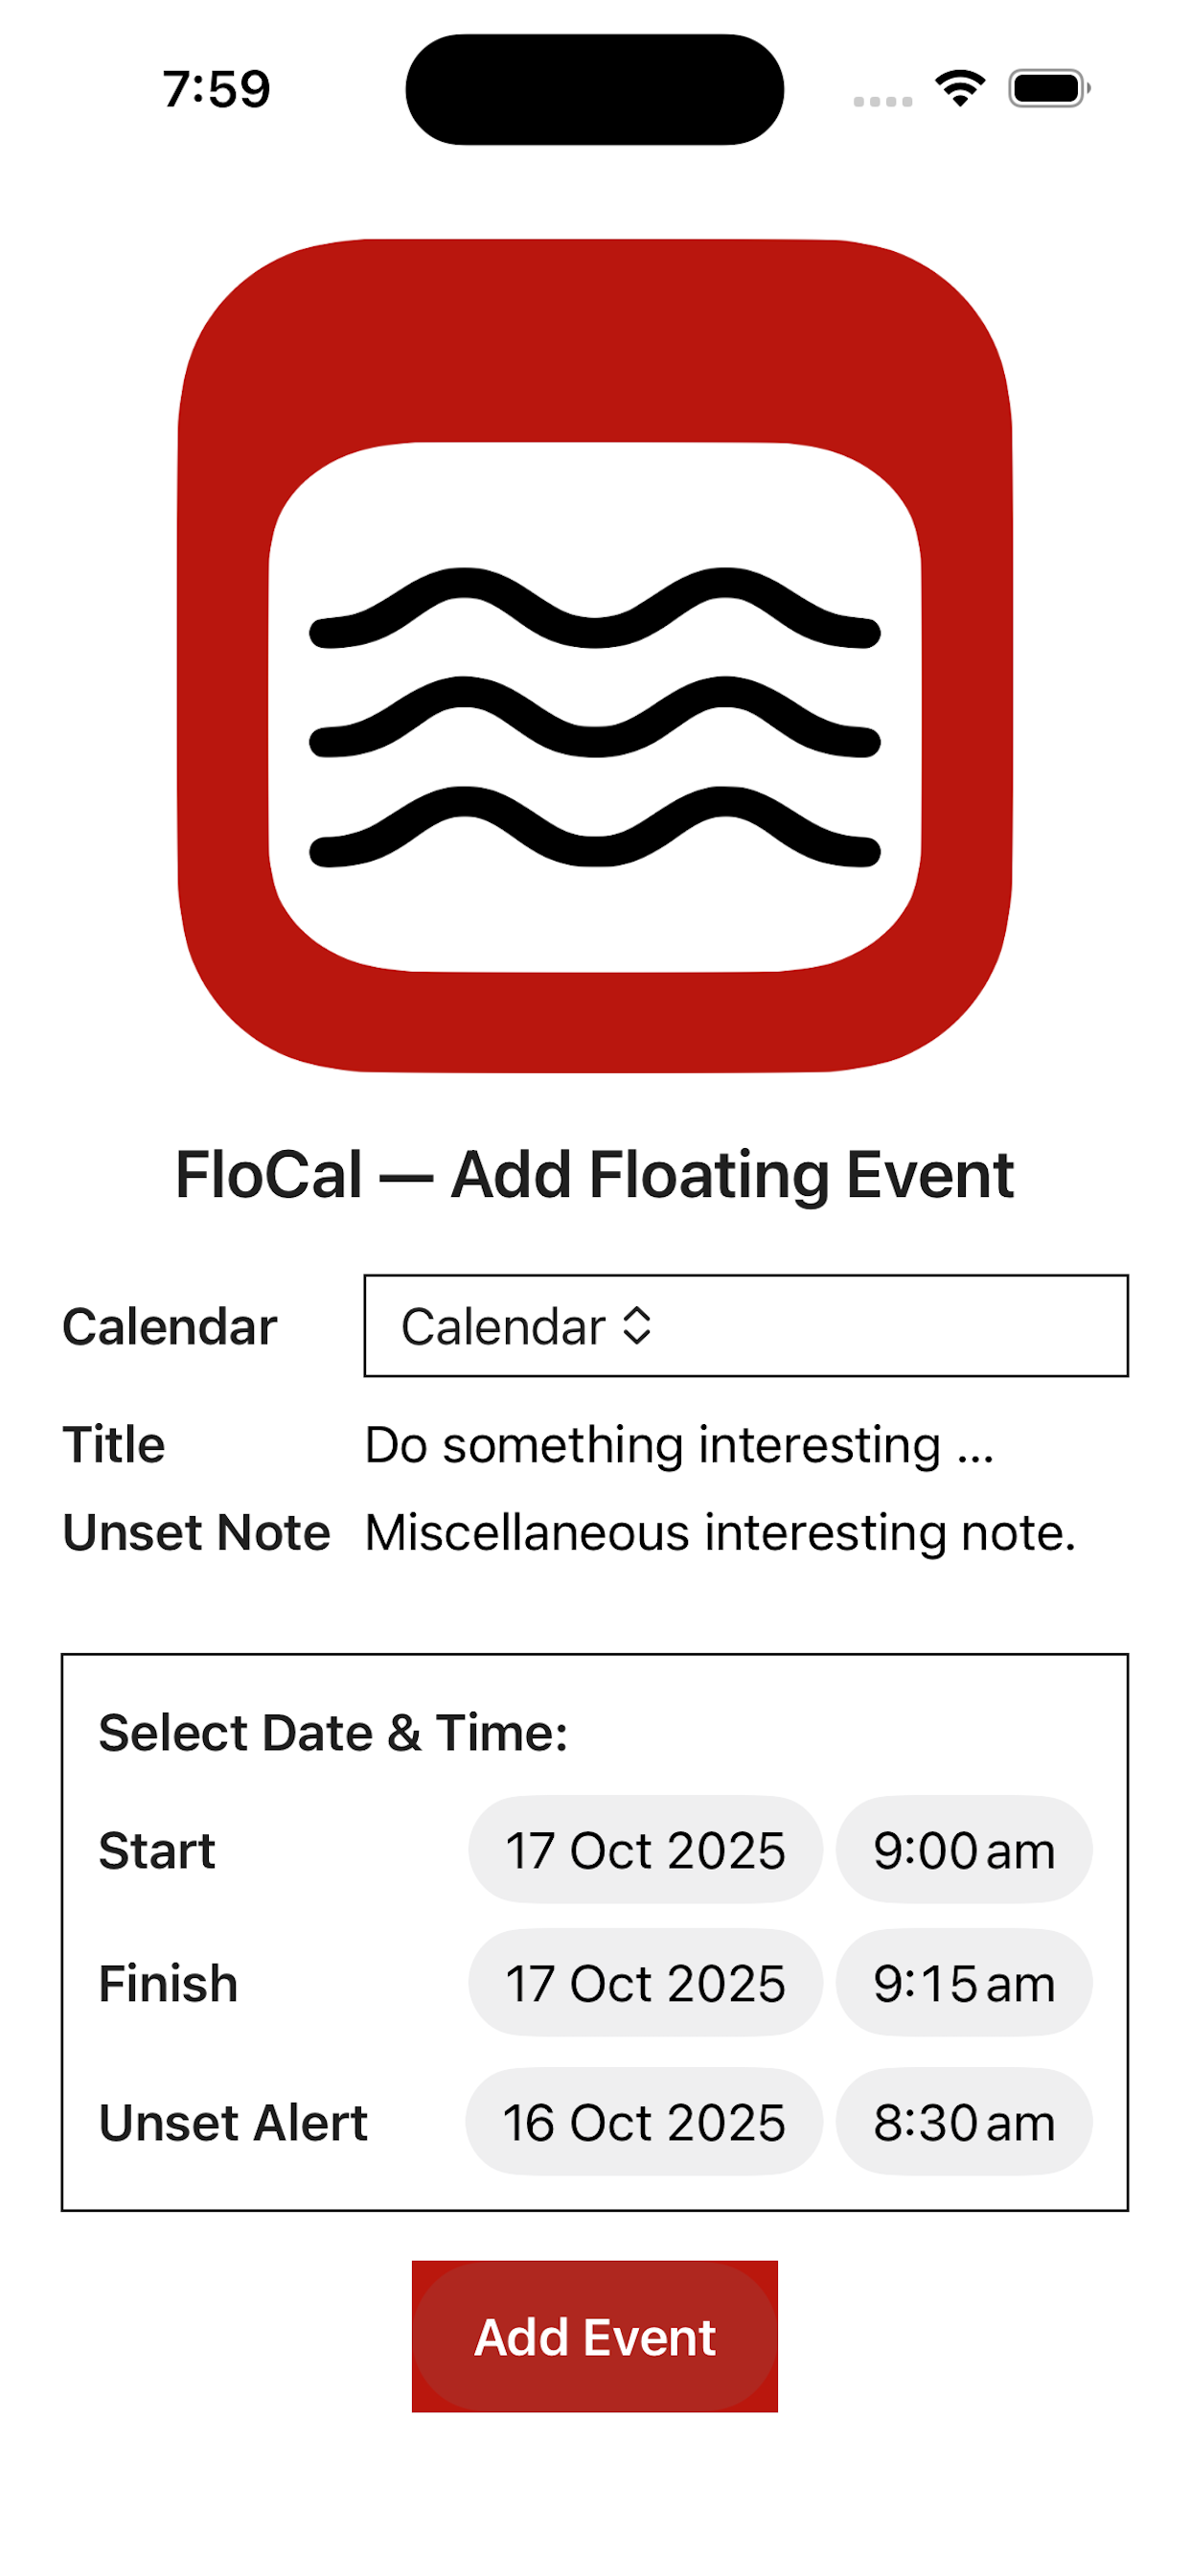 7:59
FloCal — Add Floating Event
Calendar Calendar
Title Do something interesting ...
Unset Note Miscellaneous interesting note.
Select Date & Time:
Start 17 Oct 2025 9:00 am
Finish 17 Oct 2025 9:15 am
Unset Alert 16 Oct 2025 8:30 am
Add Event